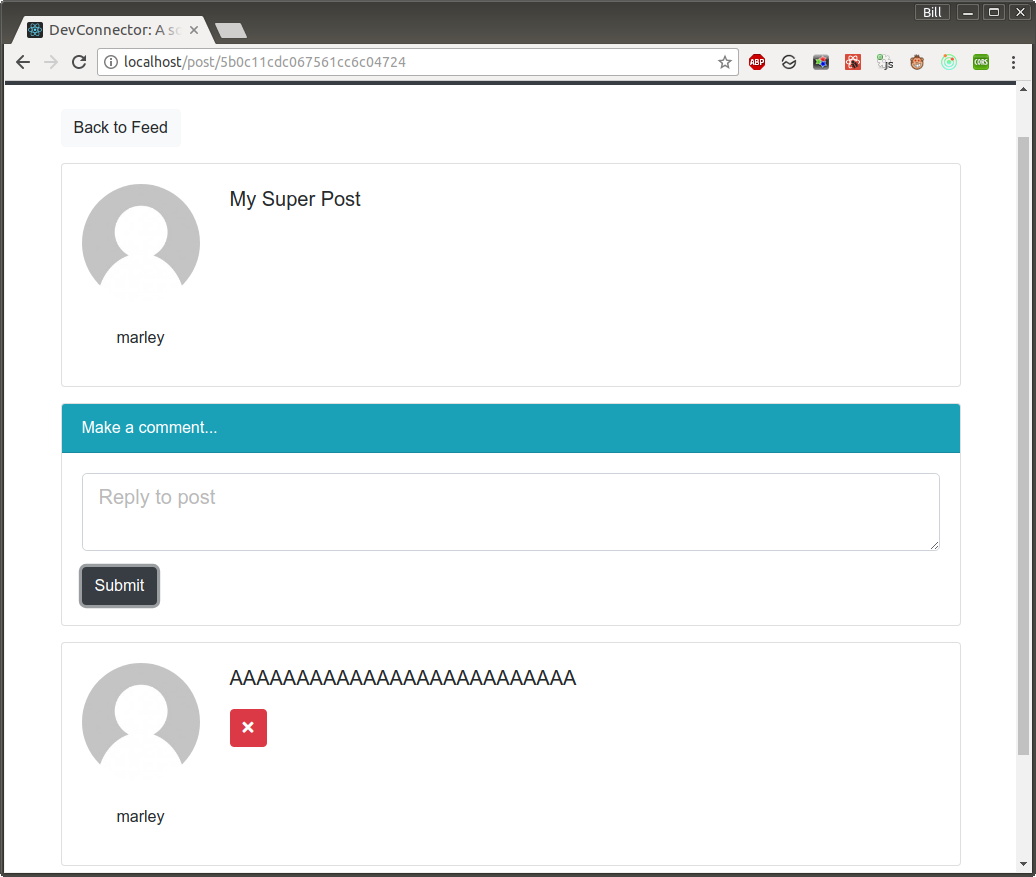 Bill
DevConnector: A so
localhost/post/5b0c11cdc067561cc6c04724
ABP
js
CORS
Back to Feed
My Super Post
marley
Make a comment...
Reply to post
Submit
AAAAAAAAAAAAAAAAAAAAAAAAAA
marley